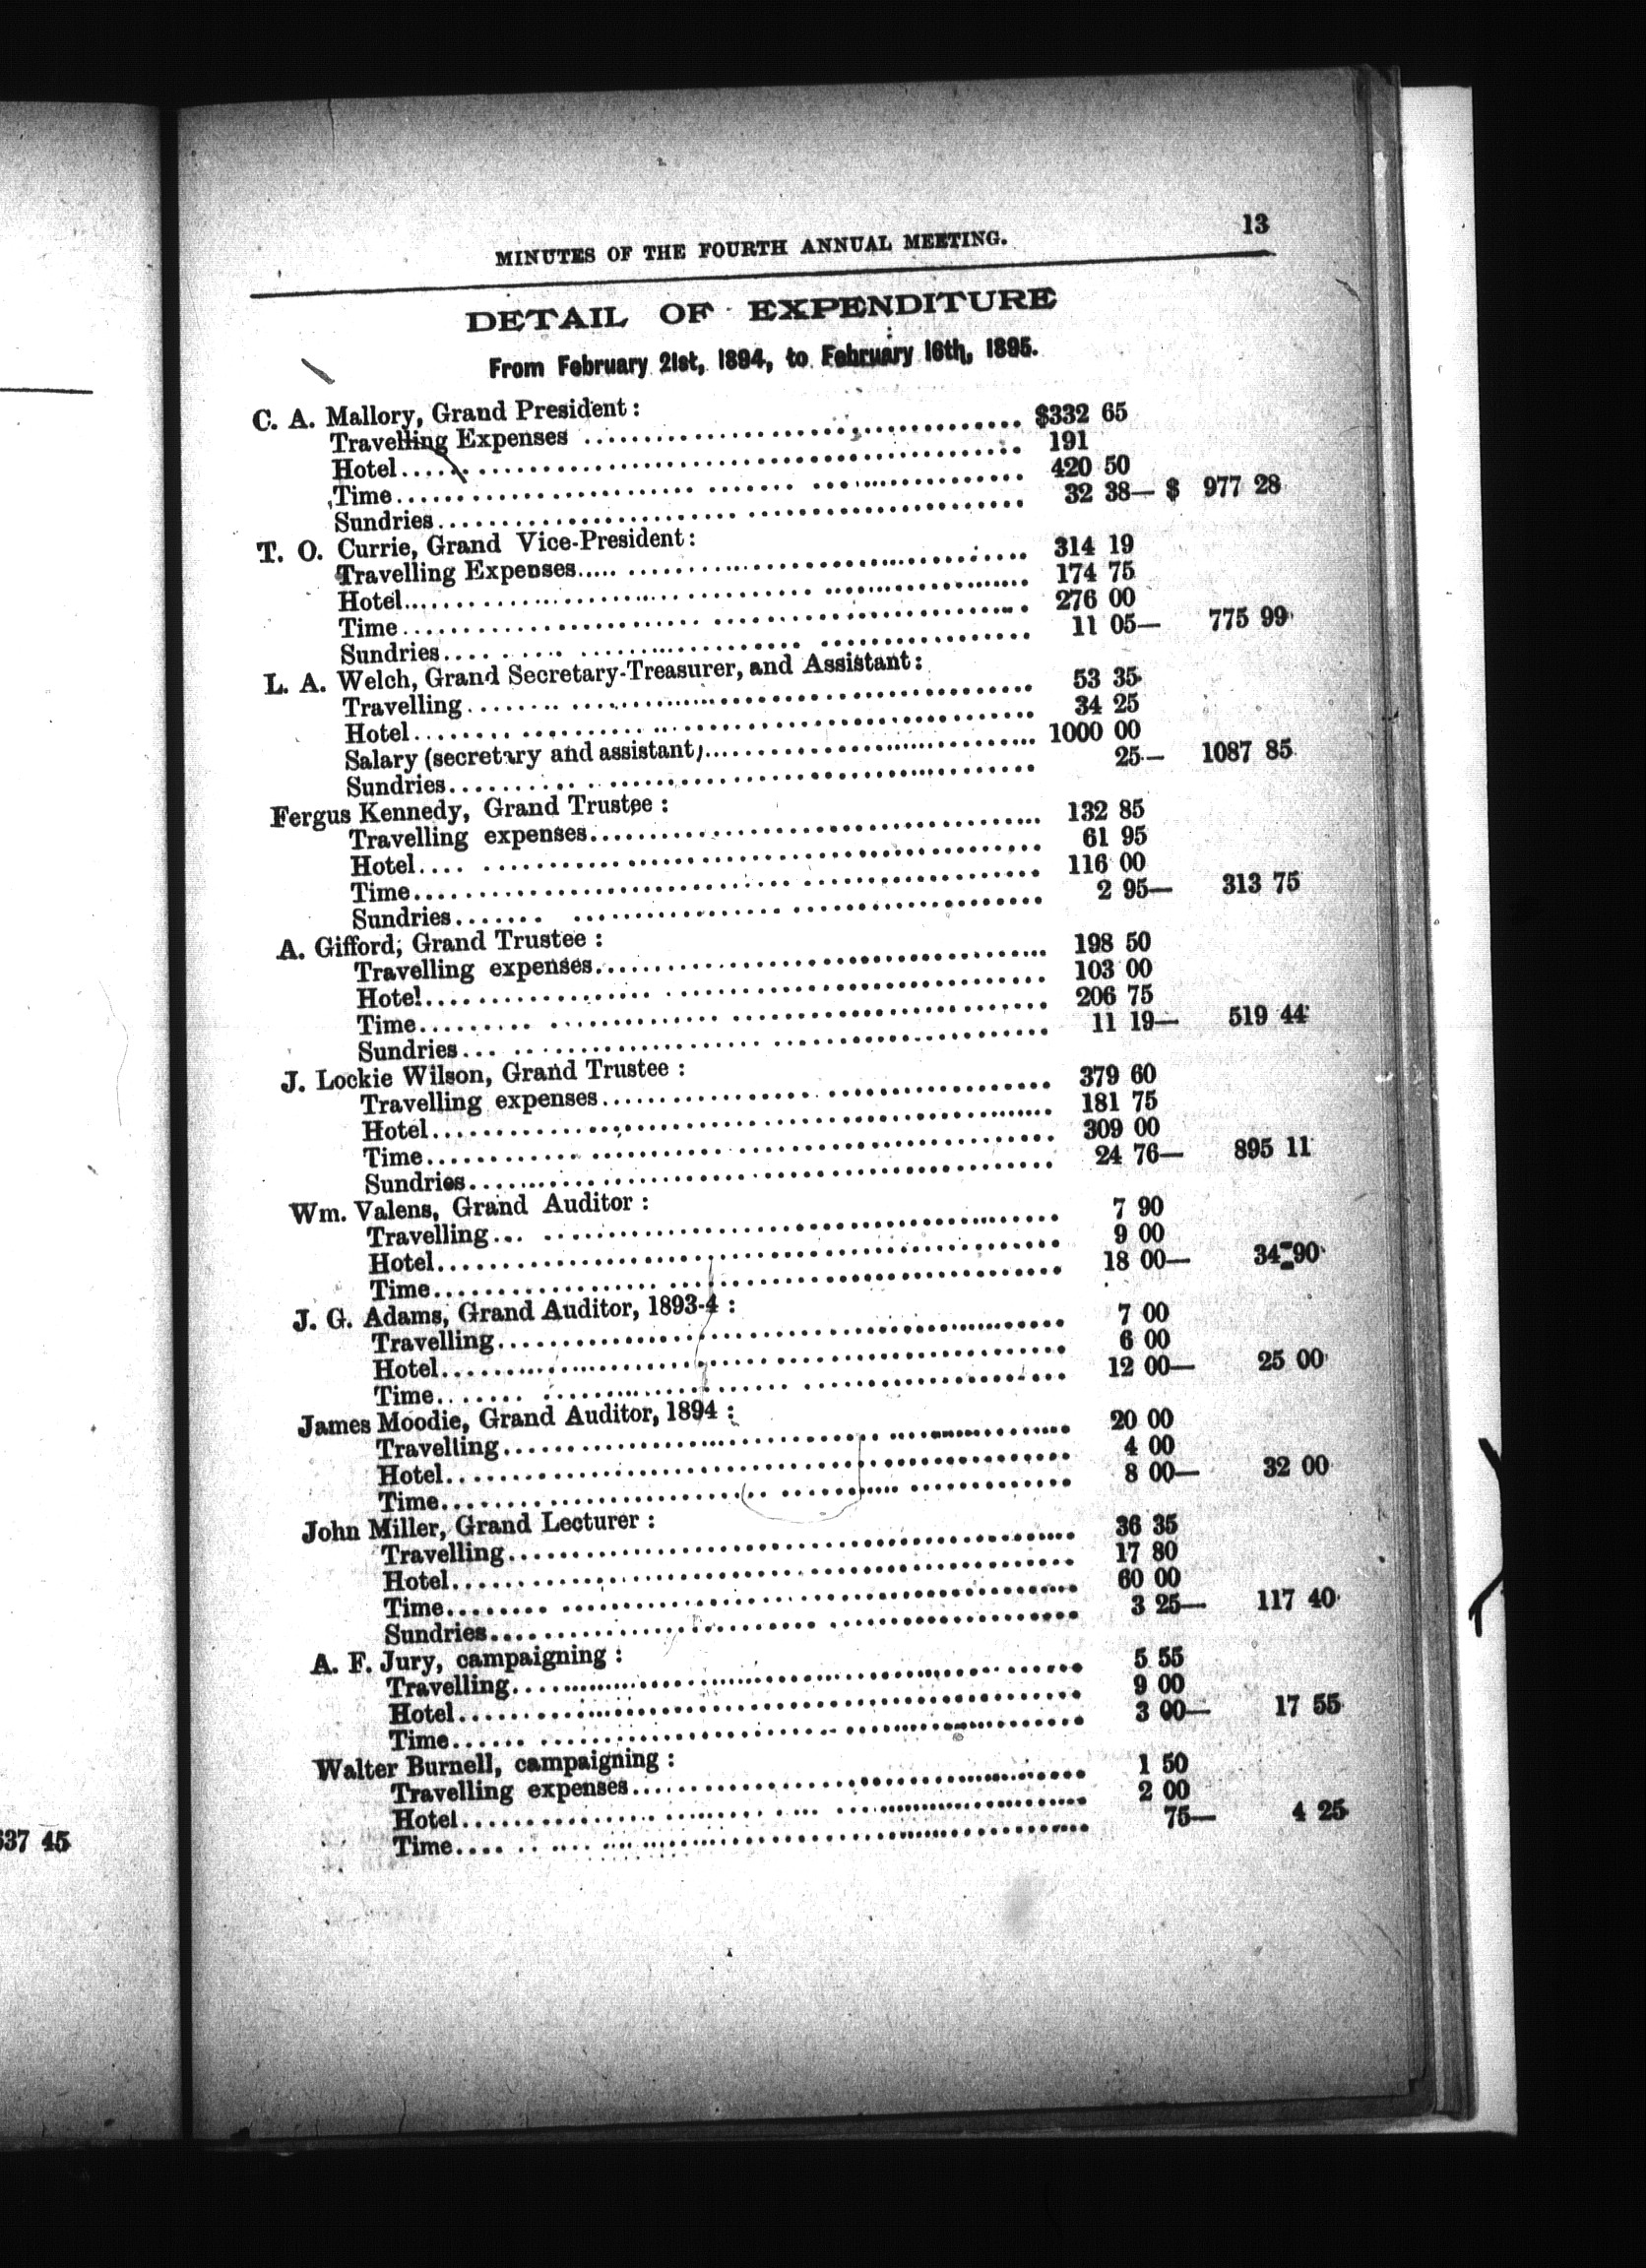 MINUTES OF THE FOURTH ANNUAL MEETING. 13
DETAIL OF EXPENDITURE
From February 21st, 1894, to February 16th, 1895.
C. A. Mallory, Grand President:
Travelling Expenses $332 65
Hotel 191
Time 420 50
Sundries 32 38— $ 977 28
T. O. Currie, Grand Vice-President:
Travelling Expenses 314 19
Hotel 174 75
Time 276 00
Sundries 11 05— 775 99
L. A. Welch, Grand Secretary-Treasurer, and Assistant:
Travelling 53 35
Hotel 34 25
Salary (secretary and assistant) 1000 00
Sundries 25— 1087 85
Fergus Kennedy, Grand Trustee:
Travelling expenses 132 85
Hotel 61 95
Time 116 00
Sundries 2 95— 313 75
A. Gifford, Grand Trustee:
Travelling expenses 198 50
Hotel 103 00
Time 206 75
Sundries 11 19— 519 44
J. Lockie Wilson, Grand Trustee:
Travelling expenses 379 60
Hotel 181 75
Time 309 00
Sundries 24 76— 895 11
Wm. Valens, Grand Auditor:
Travelling 7 90
Hotel 9 00
Time 18 00— 34 90
J. G. Adams, Grand Auditor, 1893-4:
Travelling 7 00
Hotel 6 00
Time 12 00— 25 00
James Moodie, Grand Auditor, 1894:
Travelling 20 00
Hotel 4 00
Time 8 00— 32 00
John Miller, Grand Lecturer:
Travelling 36 35
Hotel 17 80
Time 60 00
Sundries 3 25— 117 40
A. F. Jury, campaigning:
Travelling 5 55
Hotel 9 00
Time 3 00— 17 55
Walter Burnell, campaigning:
Travelling expenses 1 50
Hotel 2 00
Time 75— 4 25
37 45